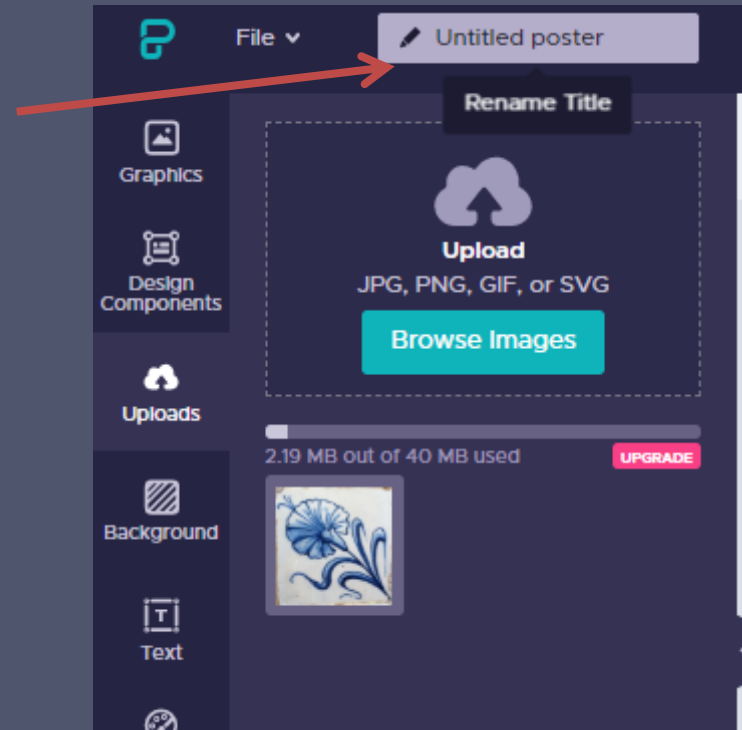 File
Untitled poster
Rename Title
Graphics
Design
Components
Uploads
Background
Text
Upload
JPG, PNG, GIF, or SVG
Browse Images
2.19 MB out of 40 MB used
UPGRADE
T